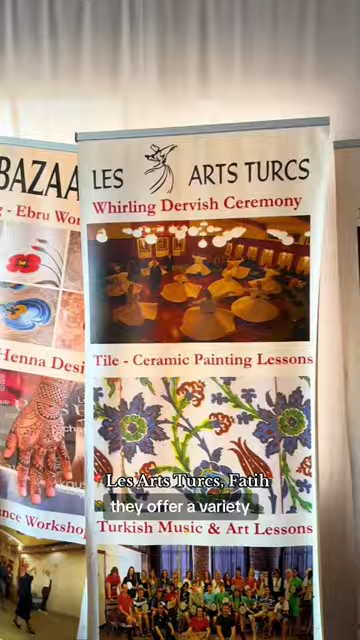 BAZAA
- Ebru Wor
Henna Desi
ance Workshop
LES ARTS TURCS
Whirling Dervish Ceremony
Tile - Ceramic Painting Lessons
Les Arts Turcs, Fatih
they offer a variety
Turkish Music & Art Lessons